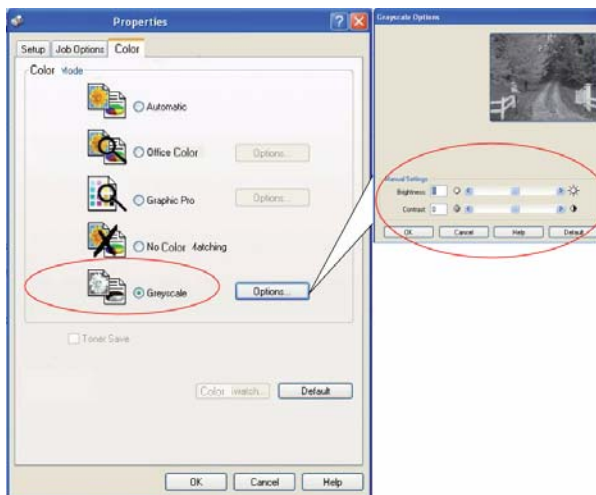 Properties
Setup Job Options Color
Color Mode
Automatic
Office Color Options...
Graphic Pro Options...
No Color Matching
Greyscale Options...
Toner Save
Color Swatch... Default
OK Cancel Help
Greyscale Options
Manual Settings
Brightness: 0
Contrast: 0
OK Cancel Help Default